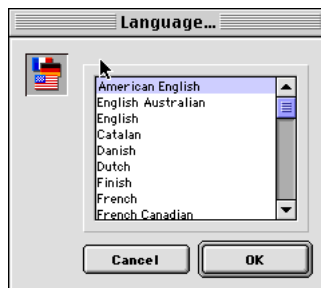 Language...
American English
English Australian
English
Catalan
Danish
Dutch
Finish
French
French Canadian
Cancel
OK